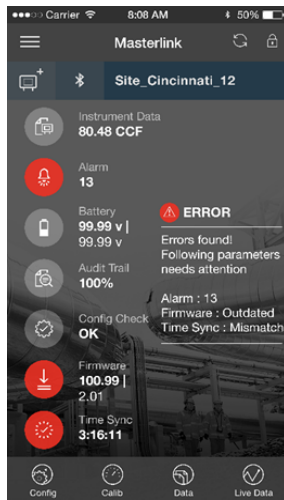 Carrier 8:08 AM 50%
Masterlink
Site_Cincinnati_12
Instrument Data
80.48 CCF
Alarm
13
Battery
99.99 v |
99.99 v
Audit Trail
100%
Config Check
OK
Firmware
100.99 |
2.01
Time Sync
3:16:11
ERROR
Errors found!
Following parameters
needs attention
Alarm : 13
Firmware : Outdated
Time Sync : Mismatch
Config Calib Data Live Data